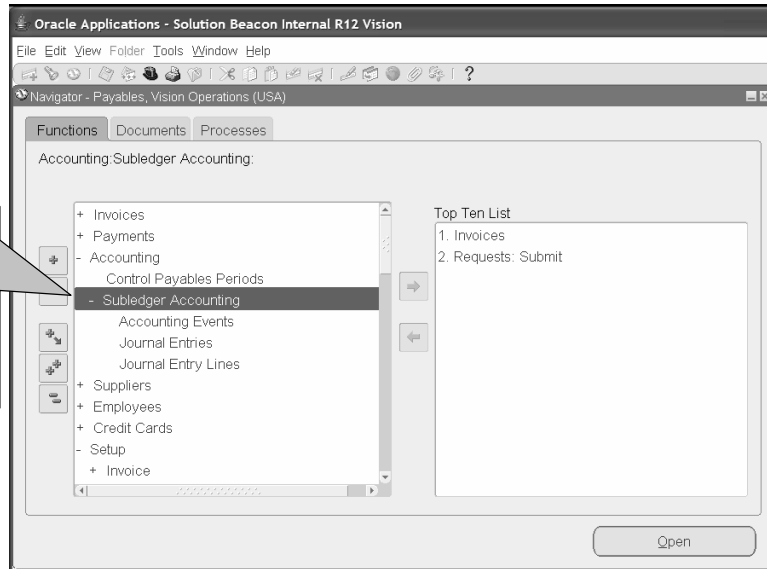 Oracle Applications - Solution Beacon Internal R12 Vision
File Edit View Folder Tools Window Help
Navigator - Payables, Vision Operations (USA)
Functions Documents Processes
Accounting:Subledger Accounting:
+ Invoices
+ Payments
- Accounting
Control Payables Periods
- Subledger Accounting
Accounting Events
Journal Entries
Journal Entry Lines
+ Suppliers
+ Employees
+ Credit Cards
- Setup
+ Invoice
Top Ten List
1. Invoices
2. Requests: Submit
Open